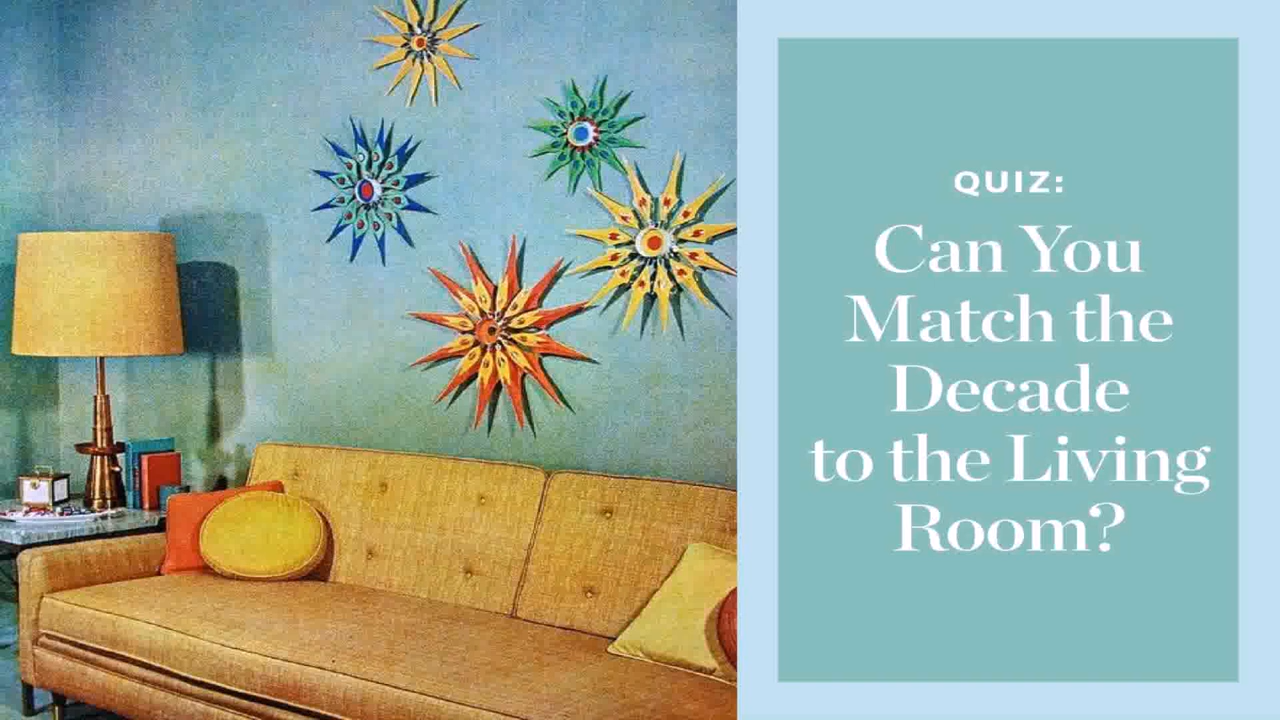 QUIZ:
Can You
Match the
Decade
to the Living
Room?